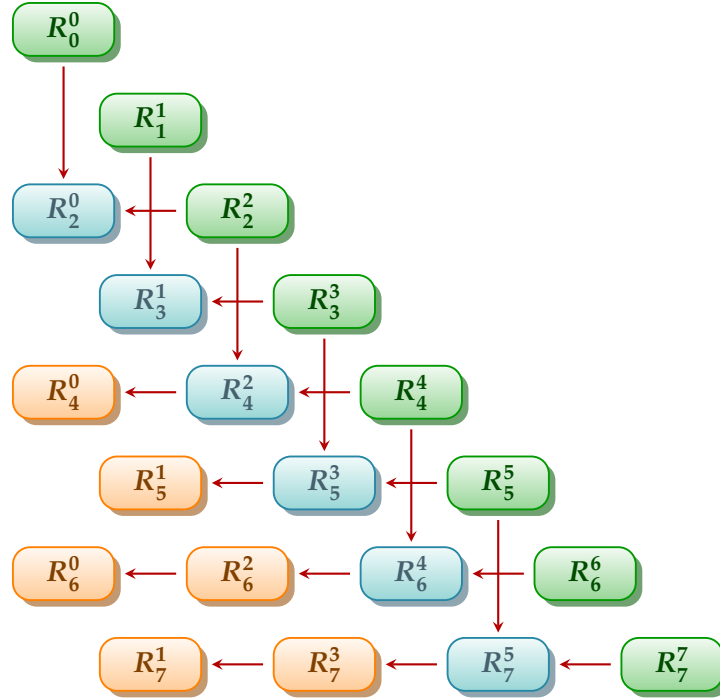 R_0^0
R_1^1
R_2^0 R_2^2
R_3^1 R_3^3
R_4^0 R_4^2 R_4^4
R_5^1 R_5^3 R_5^5
R_6^0 R_6^2 R_6^4 R_6^6
R_7^1 R_7^3 R_7^5 R_7^7